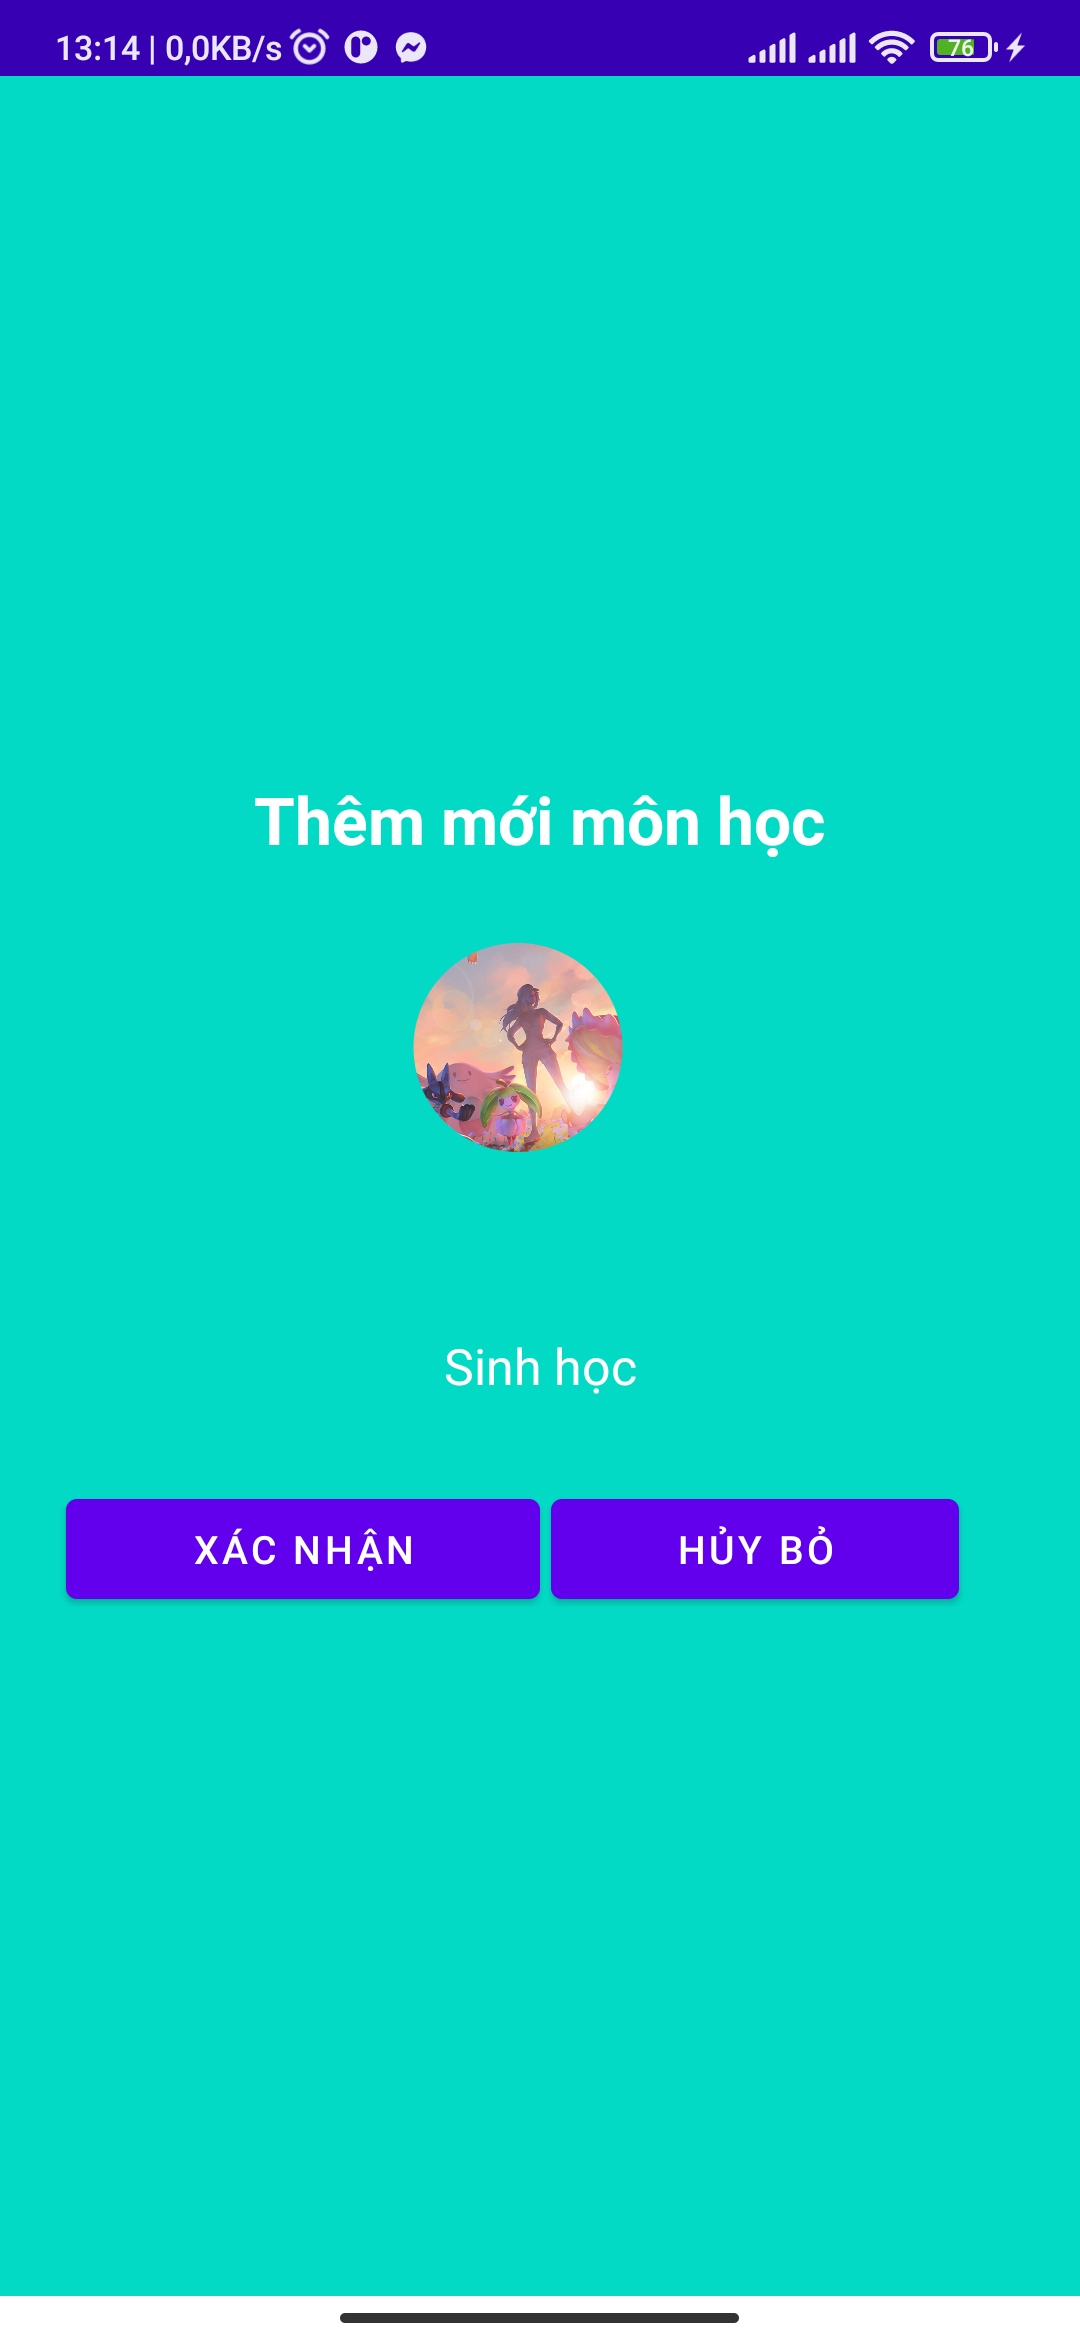 13:14 | 0,0KB/s 76
Thêm mới môn học
Sinh học
XÁC NHẬN HỦY BỎ